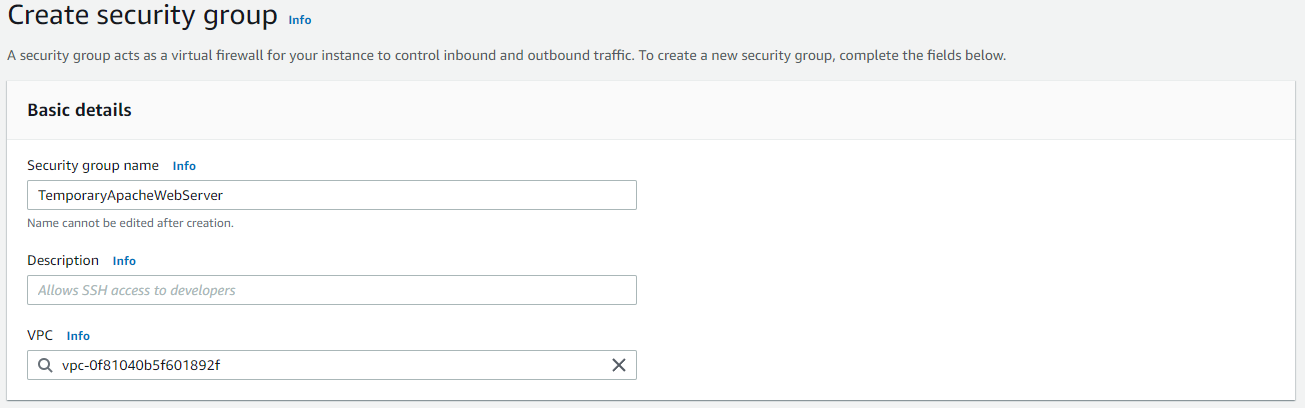 Create security group Info
A security group acts as a virtual firewall for your instance to control inbound and outbound traffic. To create a new security group, complete the fields below.
Basic details
Security group name Info
TemporaryApacheWebServer
Name cannot be edited after creation.
Description Info
Allows SSH access to developers
VPC Info
vpc-0f81040b5f601892f